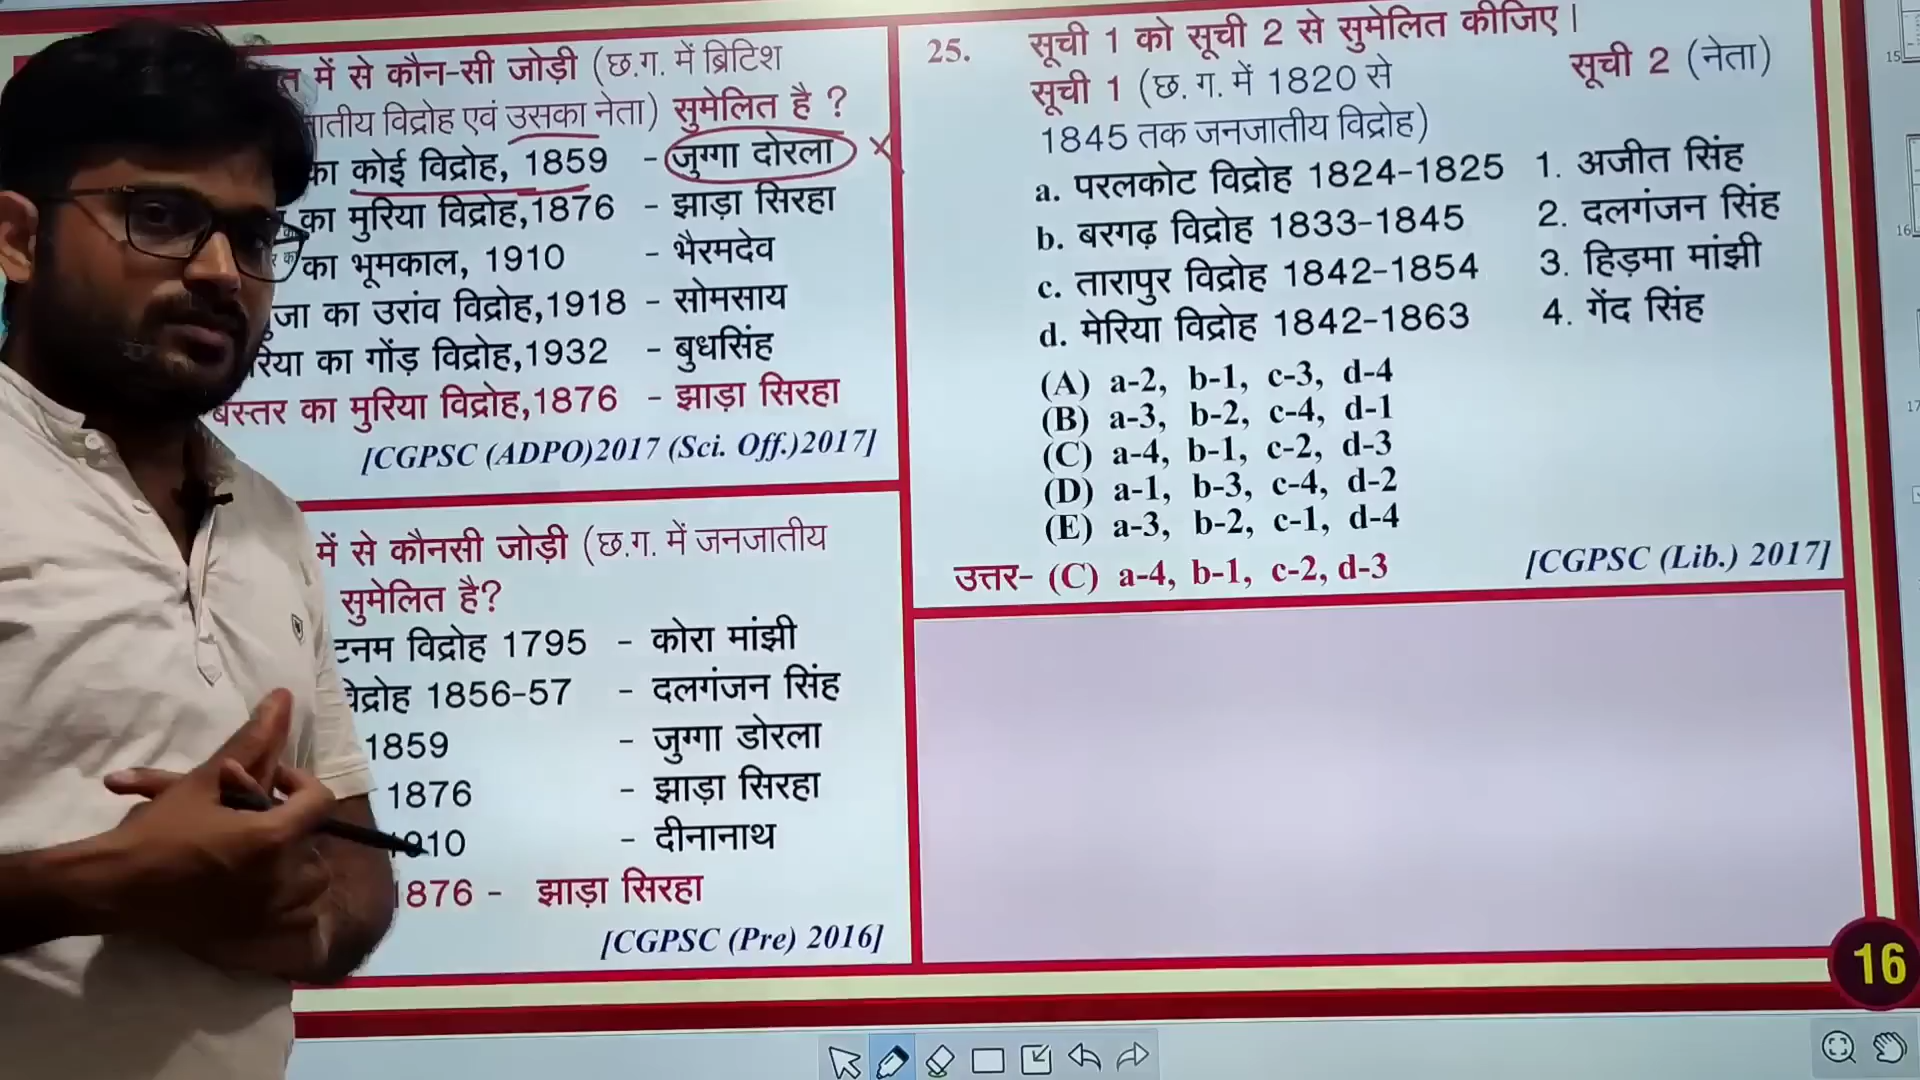 में से कौन-सी जोड़ी (छ.ग. में ब्रिटिश
विद्रोह एवं उसका नेता) सुमेलित है ?
का कोई विद्रोह, 1859 - जुग्गा दोरला
का मुरिया विद्रोह,1876 - झाड़ा सिरहा
का भूमकाल, 1910 - भैरमदेव
का उरांव विद्रोह,1918 - सोमसाय
का गोंड़ विद्रोह,1932 - बुधसिंह
बस्तर का मुरिया विद्रोह,1876 - झाड़ा सिरहा
[CGPSC (ADPO)2017 (Sci. Off.)2017]
में से कौनसी जोड़ी (छ.ग. में जनजातीय
सुमेलित है?
विद्रोह 1795 - कोरा मांझी
विद्रोह 1856-57 - दलगंजन सिंह
1859 - जुग्गा डोरला
1876 - झाड़ा सिरहा
1910 - दीनानाथ
1876 - झाड़ा सिरहा
[CGPSC (Pre) 2016]
25. सूची 1 को सूची 2 से सुमेलित कीजिए।
सूची 1 (छ.ग. में 1820 से सूची 2 (नेता)
1845 तक जनजातीय विद्रोह)
a. परलकोट विद्रोह 1824-1825 1. अजीत सिंह
b. बरगढ़ विद्रोह 1833-1845 2. दलगंजन सिंह
c. तारापुर विद्रोह 1842-1854 3. हिड़मा मांझी
d. मेरिया विद्रोह 1842-1863 4. गेंद सिंह
(A) a-2, b-1, c-3, d-4
(B) a-3, b-2, c-4, d-1
(C) a-4, b-1, c-2, d-3
(D) a-1, b-3, c-4, d-2
(E) a-3, b-2, c-1, d-4
उत्तर- (C) a-4, b-1, c-2, d-3
[CGPSC (Lib.) 2017]
16
15
16